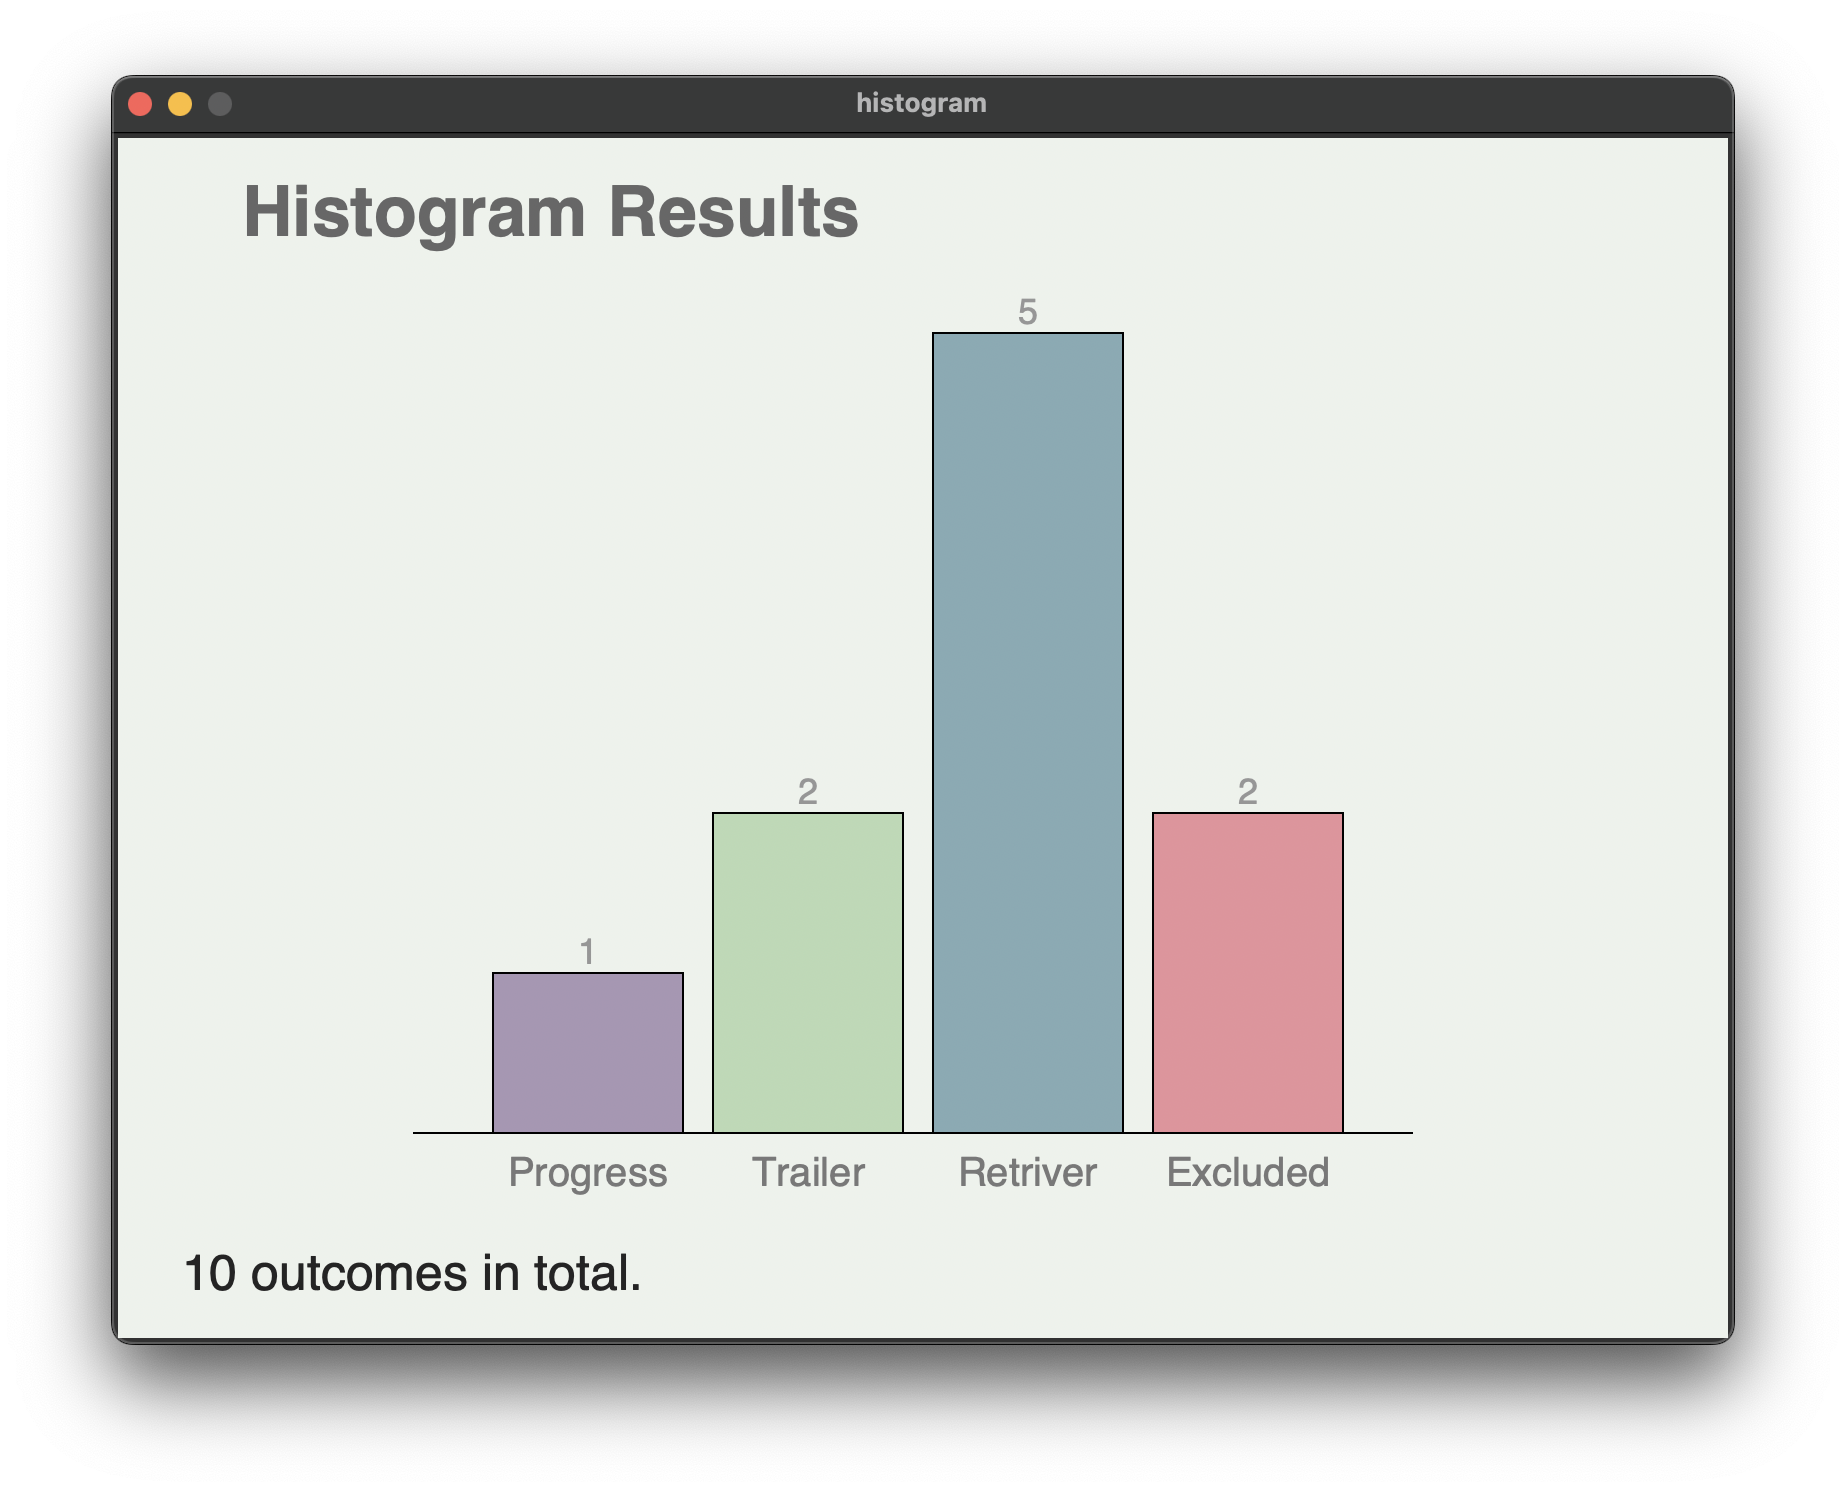 histogram
Histogram Results
5
2
2
1
Progress Trailer Retriver Excluded
10 outcomes in total.